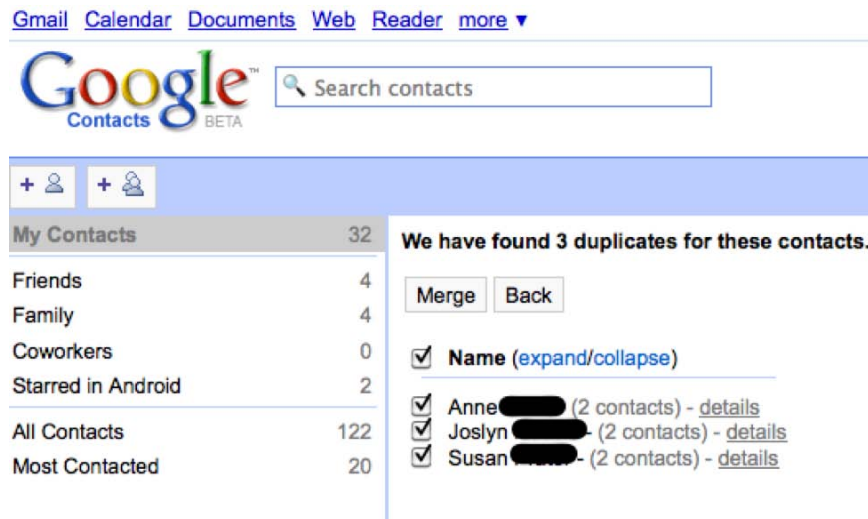 Gmail Calendar Documents Web Reader more ▼
Google™
Contacts BETA
Search contacts
+ +
My Contacts 32
Friends 4
Family 4
Coworkers 0
Starred in Android 2
All Contacts 122
Most Contacted 20
We have found 3 duplicates for these contacts.
Merge Back
Name (expand/collapse)
Anne (2 contacts) - details
Joslyn - (2 contacts) - details
Susan - (2 contacts) - details